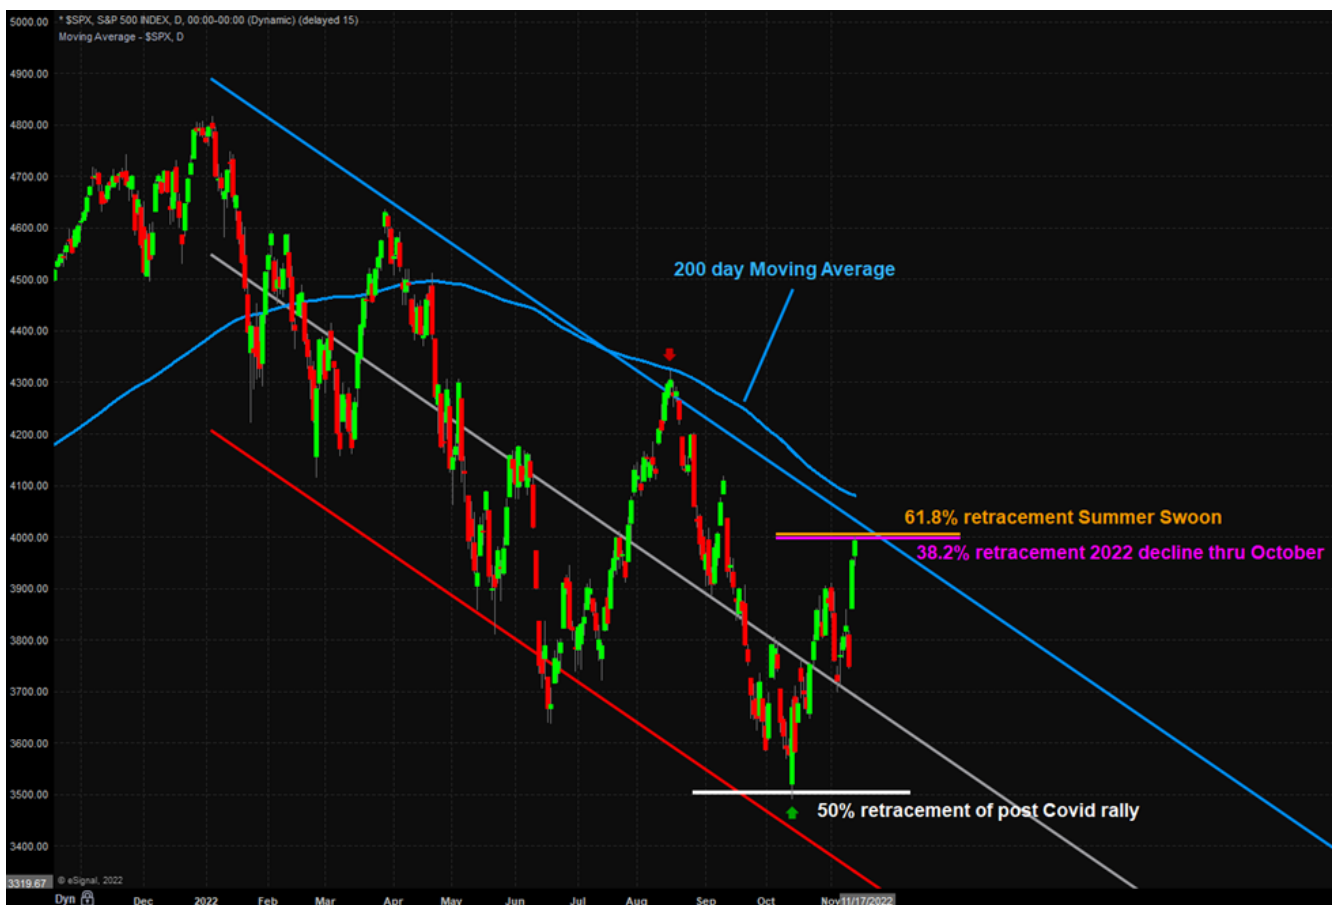 * $SPX, S&P 500 INDEX, D, 00:00-00:00 (Dynamic) (delayed 15)
Moving Average - $SPX, D
5000.00
4900.00
4800.00
4700.00
4600.00
4500.00
4400.00
4300.00
4200.00
4100.00
4000.00
3900.00
3800.00
3700.00
3600.00
3500.00
3400.00
3319.67
200 day Moving Average
61.8% retracement Summer Swoon
38.2% retracement 2022 decline thru October
50% retracement of post Covid rally
© eSignal, 2022
Dyn Dec 2022 Feb Mar Apr May Jun Jul Aug Sep Oct Nov 11/17/2022